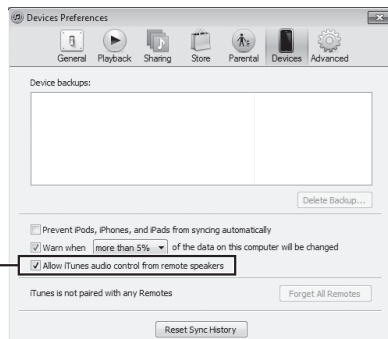 Devices Preferences
General Playback Sharing Store Parental Devices Advanced
Device backups:
Delete Backup...
Prevent iPods, iPhones, and iPads from syncing automatically
Warn when more than 5% of the data on this computer will be changed
Allow iTunes audio control from remote speakers
iTunes is not paired with any Remotes Forget All Remotes
Reset Sync History